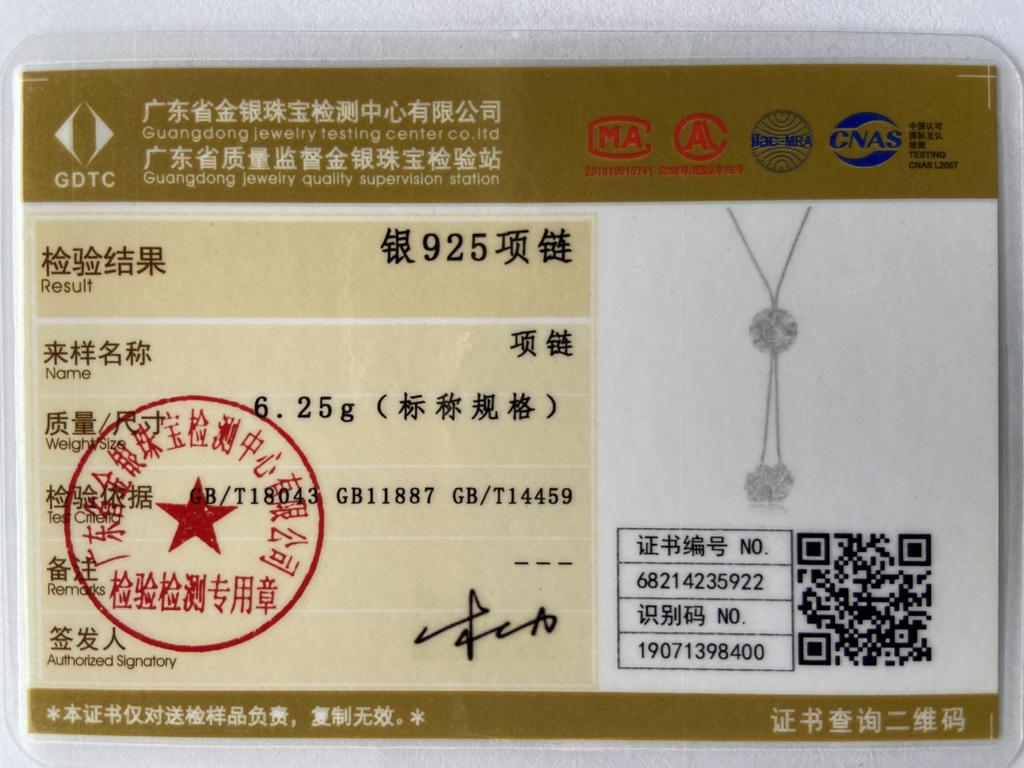 广东省金银珠宝检测中心有限公司
Guangdong jewelry testing center co.ltd
广东省质量监督金银珠宝检验站
Guangdong jewelry quality supervision station
GDTC
MA
201819010741
AL
ilac-MRA
CNAS
中国认可
国际互认
检测
TESTING
CNAS L2067
检验结果 银925项链
Result
来样名称 项链
Name
质量/尺寸 6.25g（标称规格）
Weight/Size
检验依据 GB/T18043 GB11887 GB/T14459
Test Criteria
备注 ---
Remarks
签发人
Authorized Signatory
广东省金银珠宝检测中心有限公司
检验检测专用章
证书编号 NO.
68214235922
识别码 NO.
19071398400
*本证书仅对送检样品负责，复制无效。*
证书查询二维码